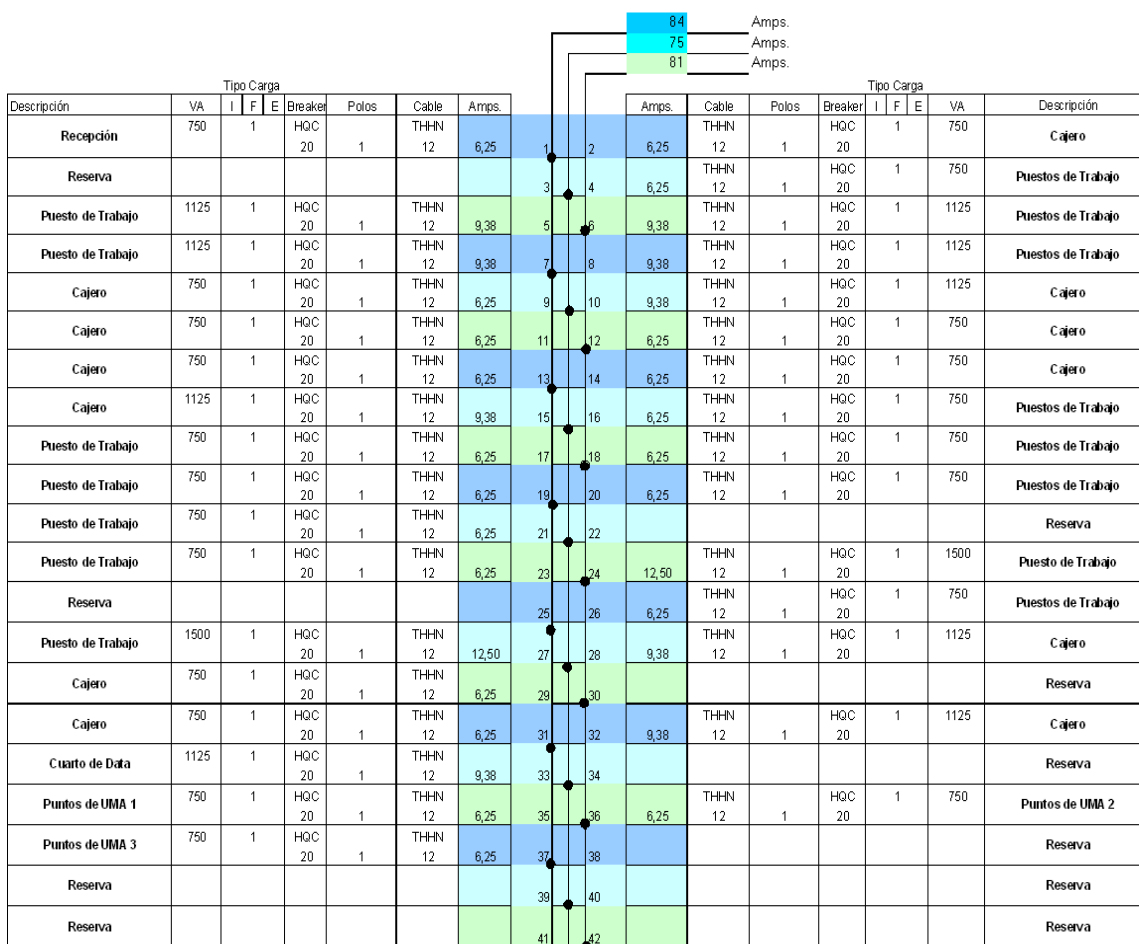 84 Amps.
75 Amps.
81 Amps.
Tipo Carga Tipo Carga
Descripción VA I F E Breaker Polos Cable Amps. Amps. Cable Polos Breaker I F E VA Descripción
750 1 HQC THHN THHN HQC 1 750
Recepción 20 1 12 6,25 1 2 6,25 12 1 20 Cajero
THHN HQC 1 750
Reserva 3 4 6,25 12 1 20 Puestos de Trabajo
1125 1 HQC THHN THHN HQC 1 1125
Puesto de Trabajo 20 1 12 9,38 5 6 9,38 12 1 20 Puestos de Trabajo
1125 1 HQC THHN THHN HQC 1 1125
Puesto de Trabajo 20 1 12 9,38 7 8 9,38 12 1 20 Puestos de Trabajo
750 1 HQC THHN THHN HQC 1 1125
Cajero 20 1 12 6,25 9 10 9,38 12 1 20 Cajero
750 1 HQC THHN THHN HQC 1 750
Cajero 20 1 12 6,25 11 12 6,25 12 1 20 Cajero
750 1 HQC THHN THHN HQC 1 750
Cajero 20 1 12 6,25 13 14 6,25 12 1 20 Cajero
1125 1 HQC THHN THHN HQC 1 750
Cajero 20 1 12 9,38 15 16 6,25 12 1 20 Puestos de Trabajo
750 1 HQC THHN THHN HQC 1 750
Puesto de Trabajo 20 1 12 6,25 17 18 6,25 12 1 20 Puestos de Trabajo
750 1 HQC THHN THHN HQC 1 750
Puesto de Trabajo 20 1 12 6,25 19 20 6,25 12 1 20 Puestos de Trabajo
750 1 HQC THHN
Puesto de Trabajo 20 1 12 6,25 21 22 Reserva
750 1 HQC THHN THHN HQC 1 1500
Puesto de Trabajo 20 1 12 6,25 23 24 12,50 12 1 20 Puesto de Trabajo
THHN HQC 1 750
Reserva 25 26 6,25 12 1 20 Puestos de Trabajo
1500 1 HQC THHN THHN HQC 1 1125
Puesto de Trabajo 20 1 12 12,50 27 28 9,38 12 1 20 Cajero
750 1 HQC THHN
Cajero 20 1 12 6,25 29 30 Reserva
750 1 HQC THHN THHN HQC 1 1125
Cajero 20 1 12 6,25 31 32 9,38 12 1 20 Cajero
1125 1 HQC THHN
Cuarto de Data 20 1 12 9,38 33 34 Reserva
750 1 HQC THHN THHN HQC 1 750
Puntos de UMA 1 20 1 12 6,25 35 36 6,25 12 1 20 Puntos de UMA 2
750 1 HQC THHN
Puntos de UMA 3 20 1 12 6,25 37 38 Reserva
Reserva 39 40 Reserva
Reserva 41 42 Reserva